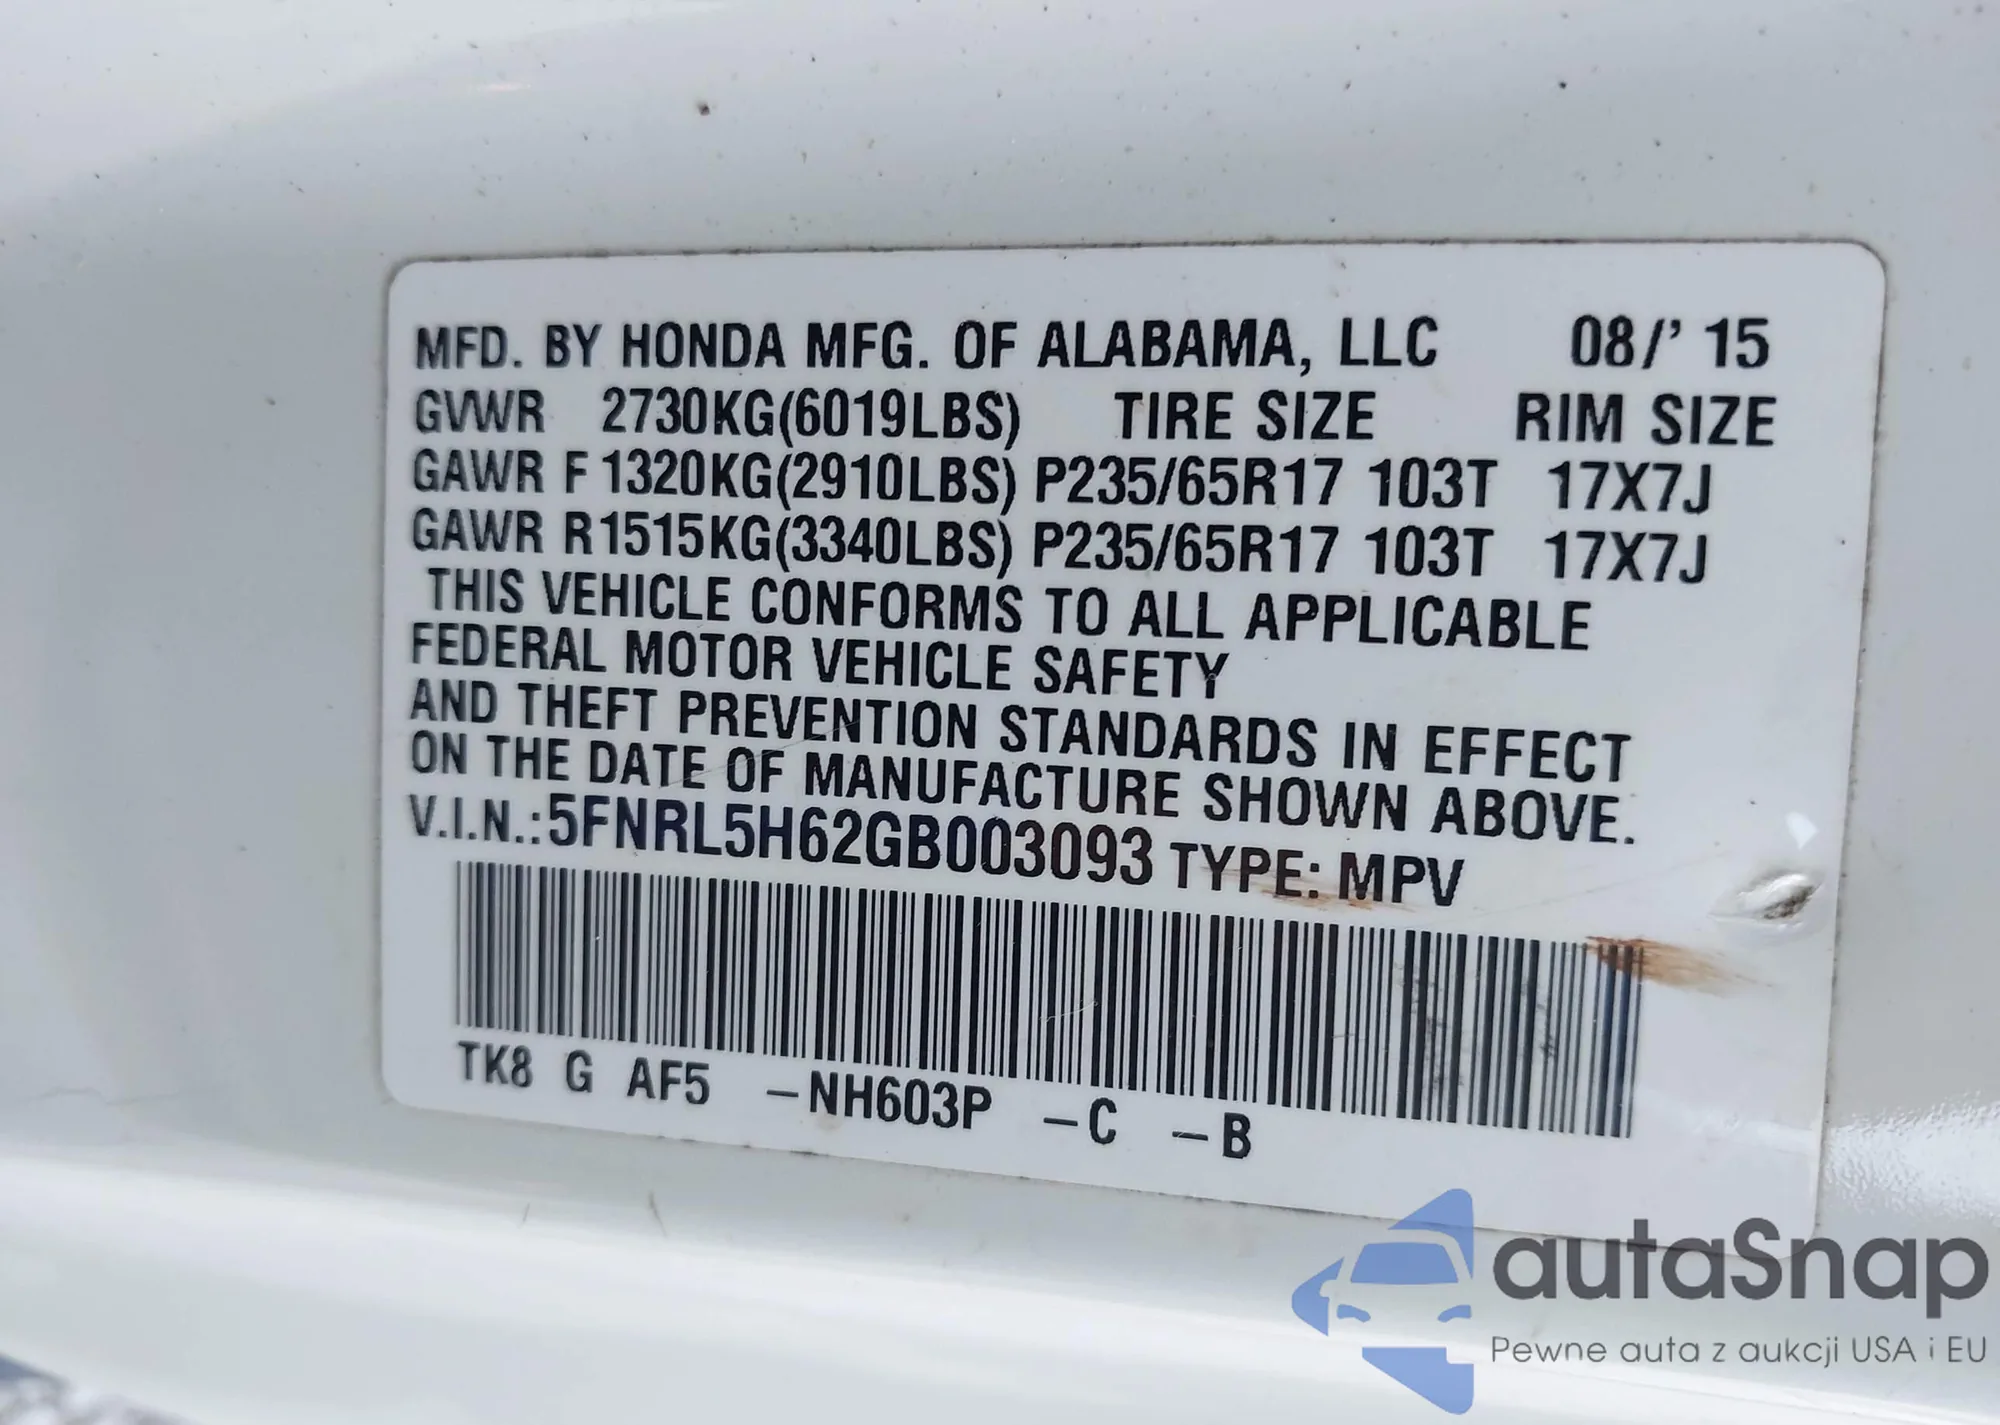 MFD. BY HONDA MFG. OF ALABAMA, LLC 08/' 15
GVWR 2730KG(6019LBS) TIRE SIZE RIM SIZE
GAWR F 1320KG(2910LBS) P235/65R17 103T 17X7J
GAWR R1515KG(3340LBS) P235/65R17 103T 17X7J
THIS VEHICLE CONFORMS TO ALL APPLICABLE
FEDERAL MOTOR VEHICLE SAFETY
AND THEFT PREVENTION STANDARDS IN EFFECT
ON THE DATE OF MANUFACTURE SHOWN ABOVE.
V.I.N.:5FNRL5H62GB003093 TYPE: MPV
TK8 G AF5 -NH603P -C -B
autaSnap
Pewne auta z aukcji USA i EU